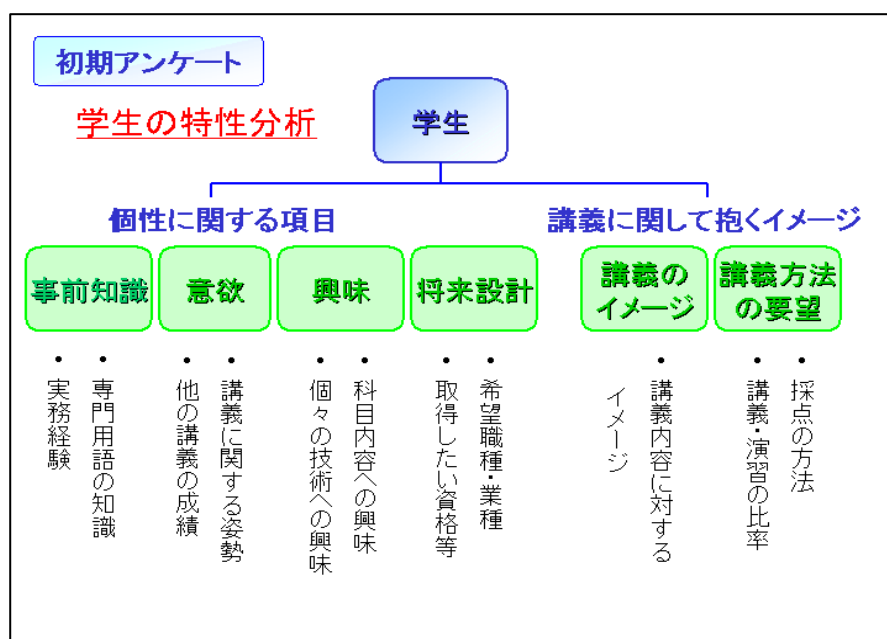 初期アンケート
学生の特性分析
学生
個性に関する項目
講義に関して抱くイメージ
事前知識
意欲
興味
将来設計
講義の
イメージ
講義方法
の要望
・専門用語の知識
・実務経験
・講義に関する姿勢
・他の講義の成績
・科目内容への興味
・個々の技術への興味
・希望職種・業種
・取得したい資格等
・講義内容に対する
イメージ
・採点の方法
・講義・演習の比率